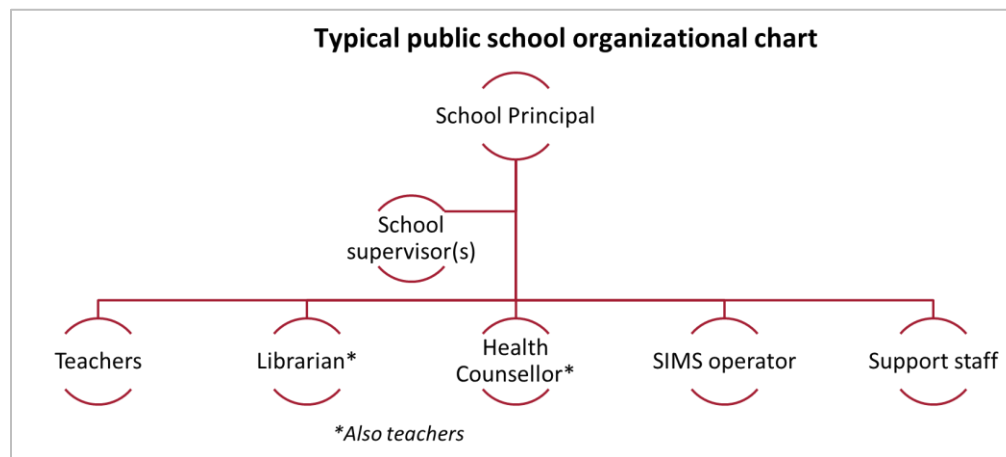 Typical public school organizational chart
School Principal
School
supervisor(s)
Teachers
Librarian*
Health
Counsellor*
SIMS operator
Support staff
*Also teachers